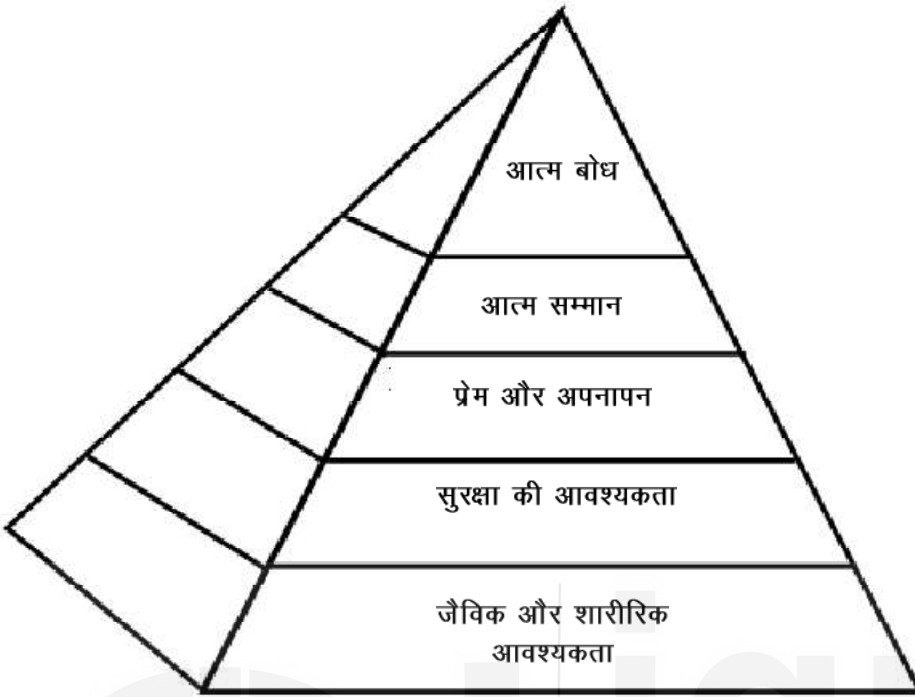 आत्म बोध
आत्म सम्मान
प्रेम और अपनापन
सुरक्षा की आवश्यकता
जैविक और शारीरिक
आवश्यकता